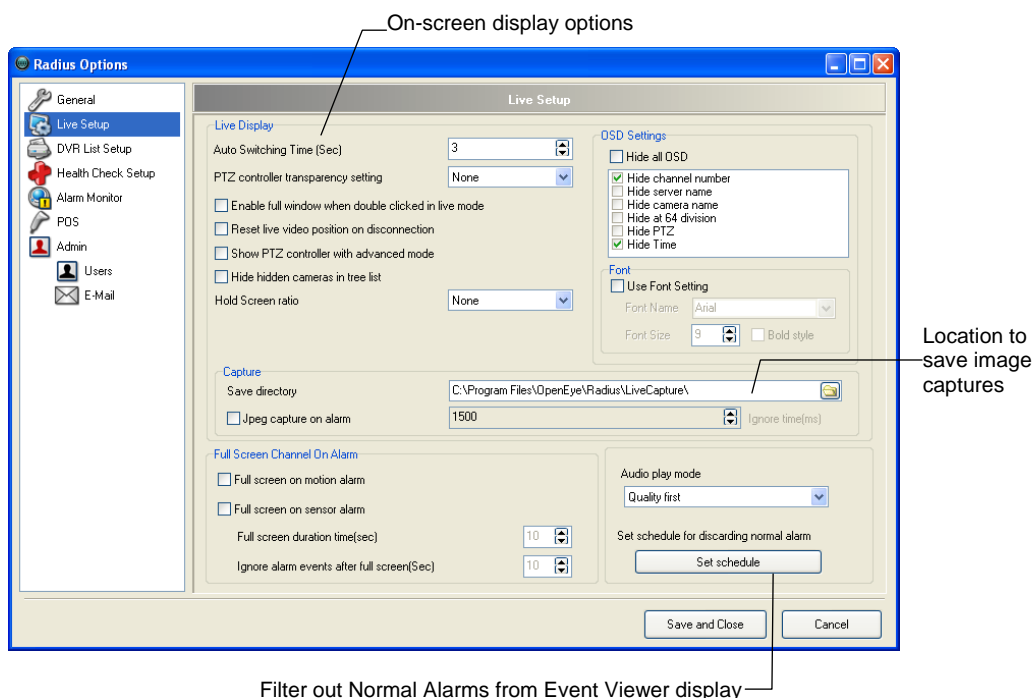 On-screen display options
Radius Options
General
Live Setup
DVR List Setup
Health Check Setup
Alarm Monitor
POS
Admin
Users
E-Mail
Live Setup
Live Display
Auto Switching Time (Sec)
3
PTZ controller transparency setting
None
Enable full window when double clicked in live mode
Reset live video position on disconnection
Show PTZ controller with advanced mode
Hide hidden cameras in tree list
Hold Screen ratio
None
OSD Settings
Hide all OSD
Hide channel number
Hide server name
Hide camera name
Hide at 64 division
Hide PTZ
Hide Time
Font
Use Font Setting
Font Name
Arial
Font Size
9
Bold style
Location to
save image
captures
Capture
Save directory
C:\Program Files\OpenEye\Radius\LiveCapture\
Jpeg capture on alarm
1500
Ignore time(ms)
Full Screen Channel On Alarm
Full screen on motion alarm
Full screen on sensor alarm
Full screen duration time(sec)
10
Ignore alarm events after full screen(Sec)
10
Audio play mode
Quality first
Set schedule for discarding normal alarm
Set schedule
Save and Close
Cancel
Filter out Normal Alarms from Event Viewer display